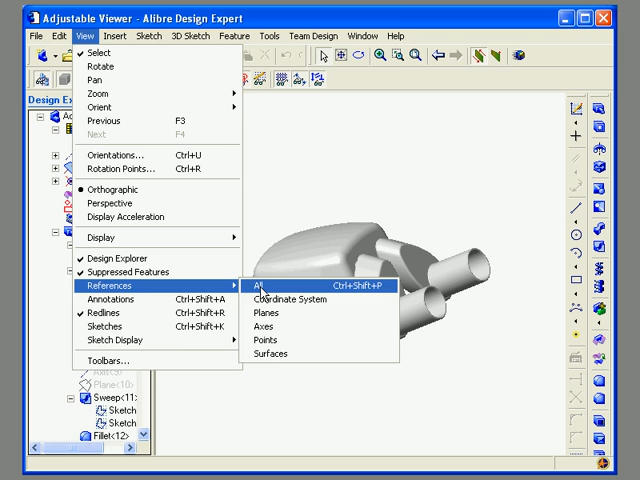 Adjustable Viewer - Alibre Design Expert
File Edit View Insert Sketch 3D Sketch Feature Tools Team Design Window Help
Design Ex
Select
Rotate
Pan
Zoom
Orient
Previous F3
Next F4
Orientations... Ctrl+U
Rotation Points... Ctrl+R
Orthographic
Perspective
Display Acceleration
Display
Design Explorer
Suppressed Features
References
Annotations Ctrl+Shift+A
Redlines Ctrl+Shift+R
Sketches Ctrl+Shift+K
Sketch Display
Toolbars...
All Ctrl+Shift+P
Coordinate System
Planes
Axes
Points
Surfaces
Plane<10>
Sweep<11>
Sketch
Sketch
Fillet<12>